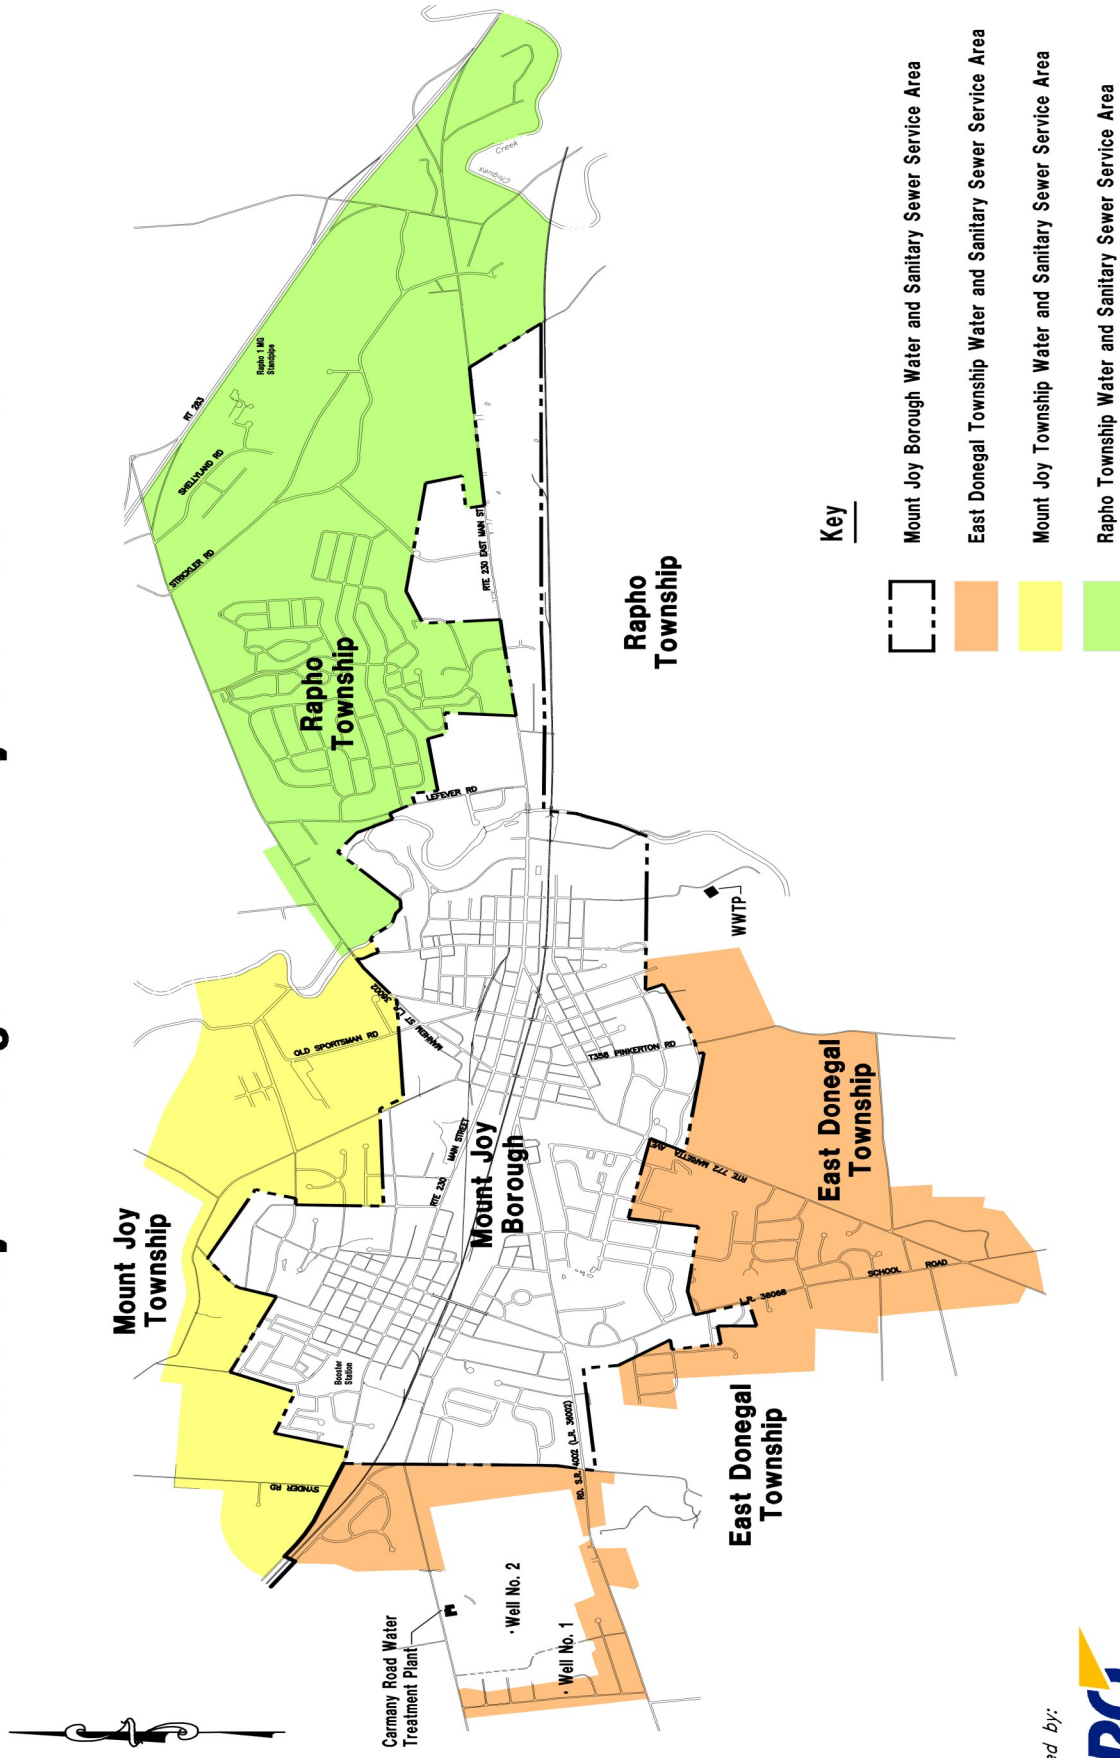 Mount Joy
Township
Rapho
Township
Mount Joy
Borough
Rapho
Township
East Donegal
Township
East Donegal
Township
Carmany Road Water
Treatment Plant
Well No. 2
Well No. 1
Booster
Station
Rapho 1 MG
Standpipe
WWTP
Chiques
Creek
RT 283
SHELLYLAND RD
STRICKLER RD
RTE 230 EAST MAIN ST
LEFEVER RD
OLD SPORTSMAN RD
MANHEIM ST L.R. 36002
RTE 230 MAIN STREET
T358 PINKERTON RD
RTE 772 MARIETTA AVE
SCHOOL ROAD
L.R. 36068
RD. S.R. 4002 (L.R. 36002)
SYNDER RD
Key
Mount Joy Borough Water and Sanitary Sewer Service Area
East Donegal Township Water and Sanitary Sewer Service Area
Mount Joy Township Water and Sanitary Sewer Service Area
Rapho Township Water and Sanitary Sewer Service Area
by: